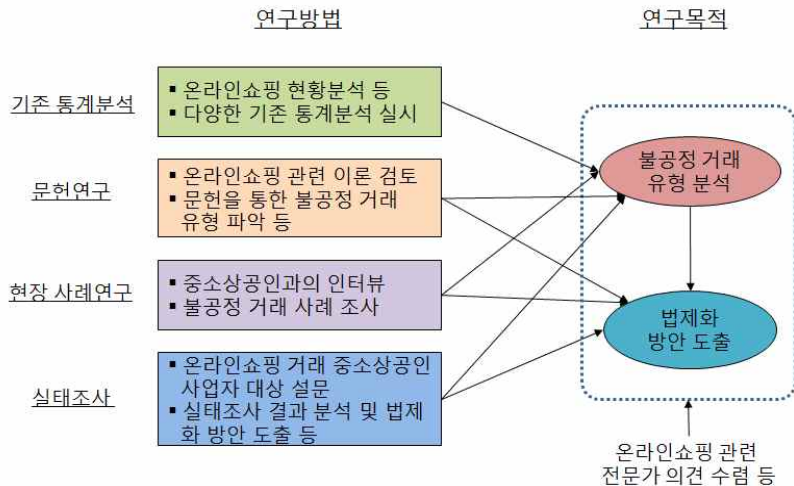 연구방법
연구목적
기존 통계분석
▪ 온라인쇼핑 현황분석 등
▪ 다양한 기존 통계분석 실시
문헌연구
▪ 온라인쇼핑 관련 이론 검토
▪ 문헌을 통한 불공정 거래
유형 파악 등
현장 사례연구
▪ 중소상공인과의 인터뷰
▪ 불공정 거래 사례 조사
실태조사
▪ 온라인쇼핑 거래 중소상공인
사업자 대상 설문
▪ 실태조사 결과 분석 및 법제
화 방안 도출 등
불공정 거래
유형 분석
법제화
방안 도출
온라인쇼핑 관련
전문가 의견 수렴 등